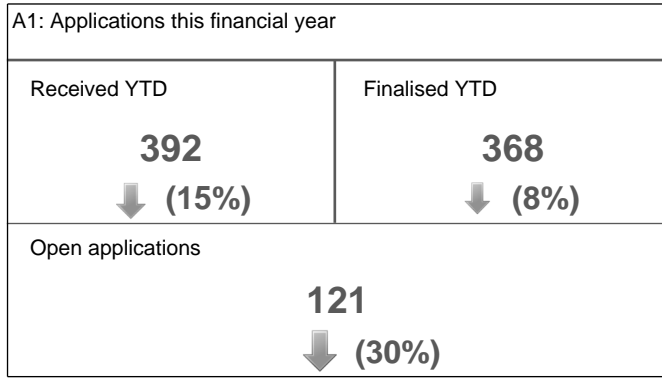 A1: Applications this financial year
Received YTD
392
(15%)
Finalised YTD
368
(8%)
Open applications
121
(30%)